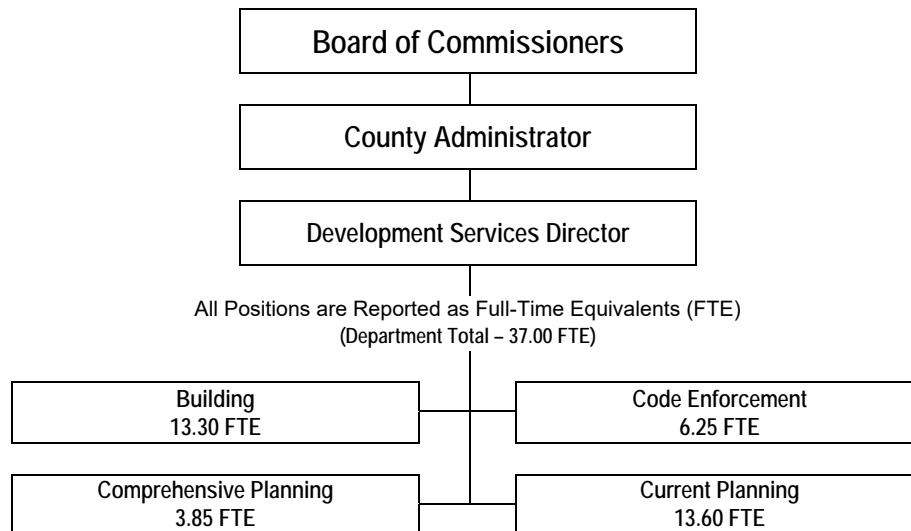 Board of Commissioners
County Administrator
Development Services Director
All Positions are Reported as Full-Time Equivalents (FTE)
(Department Total – 37.00 FTE)
Building
13.30 FTE
Code Enforcement
6.25 FTE
Comprehensive Planning
3.85 FTE
Current Planning
13.60 FTE